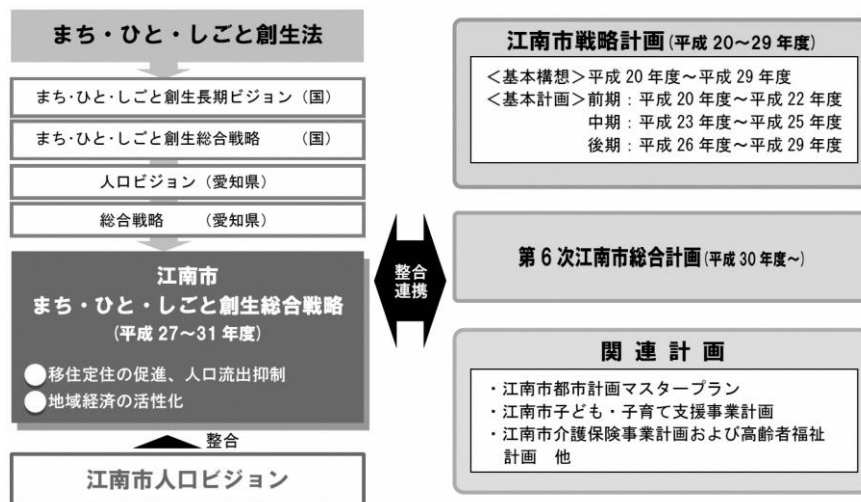 まち・ひと・しごと創生法
まち・ひと・しごと創生長期ビジョン（国）
まち・ひと・しごと創生総合戦略　　（国）
人口ビジョン（愛知県）
総合戦略　　（愛知県）
江南市
まち・ひと・しごと創生総合戦略
（平成 27～31 年度）
移住定住の促進、人口流出抑制
地域経済の活性化
整合
江南市人口ビジョン
整合
連携
江南市戦略計画（平成 20～29 年度）
＜基本構想＞平成 20 年度～平成 29 年度
＜基本計画＞前期：平成 20 年度～平成 22 年度
中期：平成 23 年度～平成 25 年度
後期：平成 26 年度～平成 29 年度
第 6 次江南市総合計画（平成 30 年度～）
関 連 計 画
・江南市都市計画マスタープラン
・江南市子ども・子育て支援事業計画
・江南市介護保険事業計画および高齢者福祉
計画　他